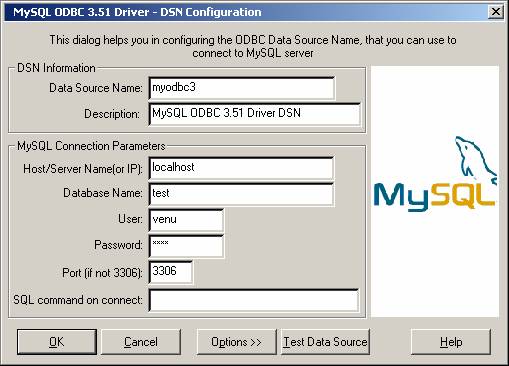 MySQL ODBC 3.51 Driver - DSN Configuration
This dialog helps you in configuring the ODBC Data Source Name, that you can use to
connect to MySQL server
DSN Information
Data Source Name: myodbc3
Description: MySQL ODBC 3.51 Driver DSN
MySQL Connection Parameters
Host/Server Name(or IP): localhost
Database Name: test
User: venu
Password: ****
Port (if not 3306): 3306
SQL command on connect:
MySQL
OK Cancel Options >> Test Data Source Help